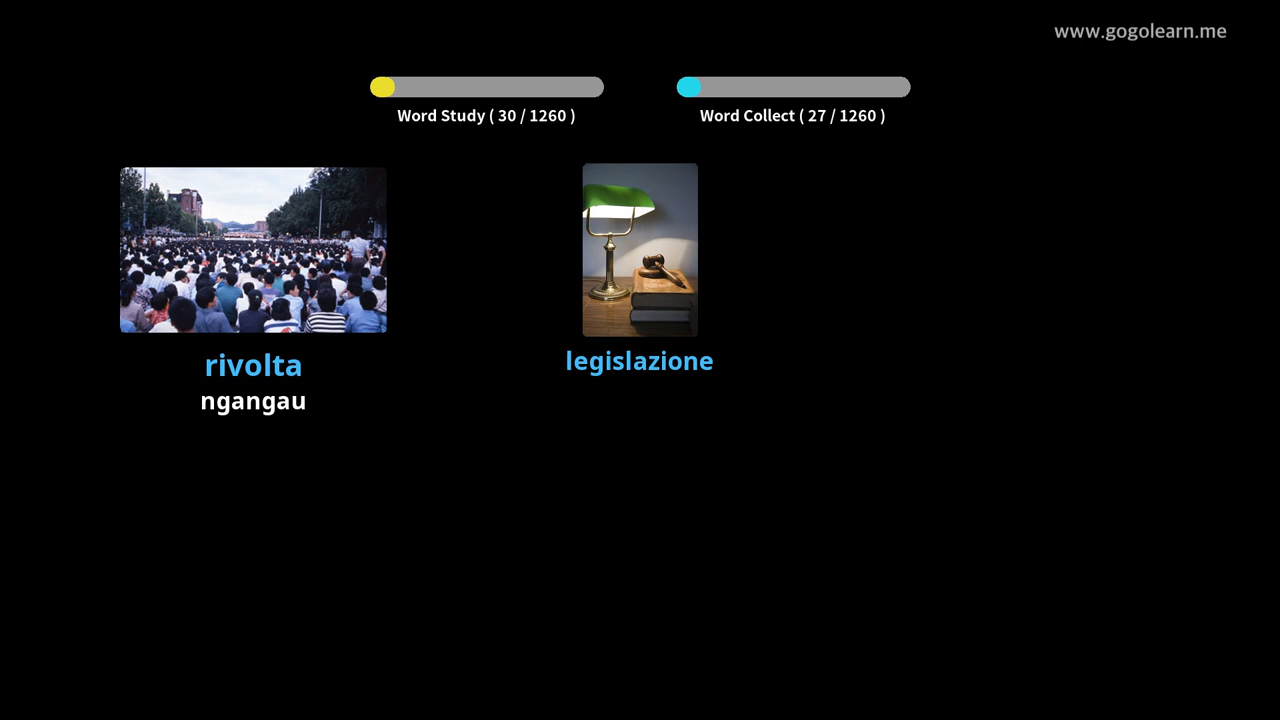 www.gogolearn.me
Word Study ( 30 / 1260 )
Word Collect ( 27 / 1260 )
rivolta
ngangau
legislazione